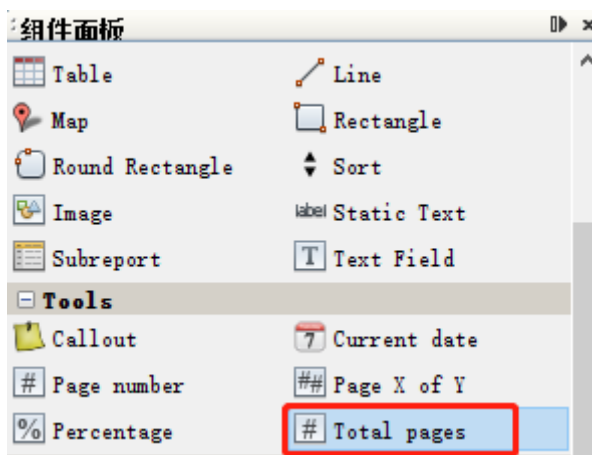 组件面板
Table Line
Map Rectangle
Round Rectangle Sort
Image label Static Text
Subreport T Text Field
Tools
Callout 7 Current date
# Page number ## Page X of Y
% Percentage # Total pages